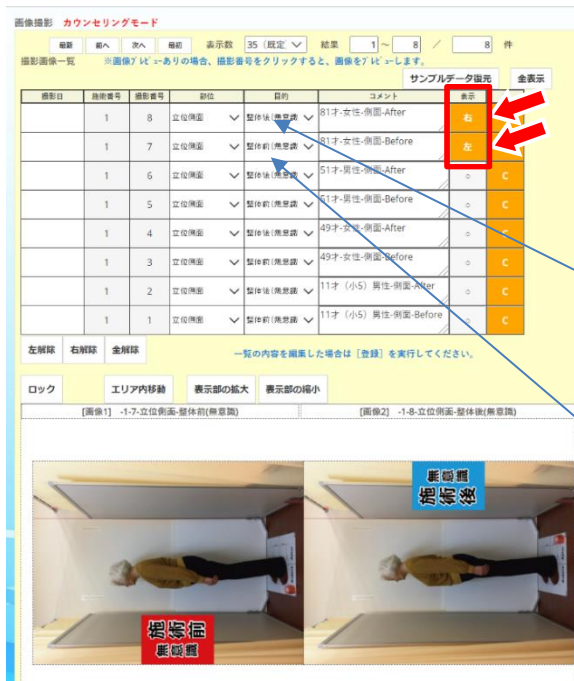 画像撮影 カウンセリングモード
最新 前へ 次へ 最初 表示数 35（既定 結果 1 ～ 8 ／ 8 件
撮影画像一覧 ※画像ﾌﾟﾚﾋﾞｭｰありの場合、撮影番号をクリックすると、画像をﾌﾟﾚﾋﾞｭｰします。
サンプルデータ復元 全表示
撮影日 施術番号 撮影番号 部位 目的 コメント 表示
1 8 立位側面 整体後(無意識 81才-女性-側面-After 右
1 7 立位側面 整体前(無意識 81才-女性-側面-Before 左
1 6 立位側面 整体後(無意識 51才-男性-側面-After ○ C
1 5 立位側面 整体前(無意識 51才-男性-側面-Before ○ C
1 4 立位側面 整体後(無意識 49才-女性-側面-After ○ C
1 3 立位側面 整体前(無意識 49才-女性-側面-Before ○ C
1 2 立位側面 整体後(無意識 11才（小5）男性-側面-After ○ C
1 1 立位側面 整体前(無意識 11才（小5）男性-側面-Before ○ C
左解除 右解除 全解除 一覧の内容を編集した場合は［登録］を実行してください。
ロック エリア内移動 表示部の拡大 表示部の縮小
[画像1] -1-7-立位側面-整体前(無意識) [画像2] -1-8-立位側面-整体後(無意識)
施術前
無意識
無意識
施術後